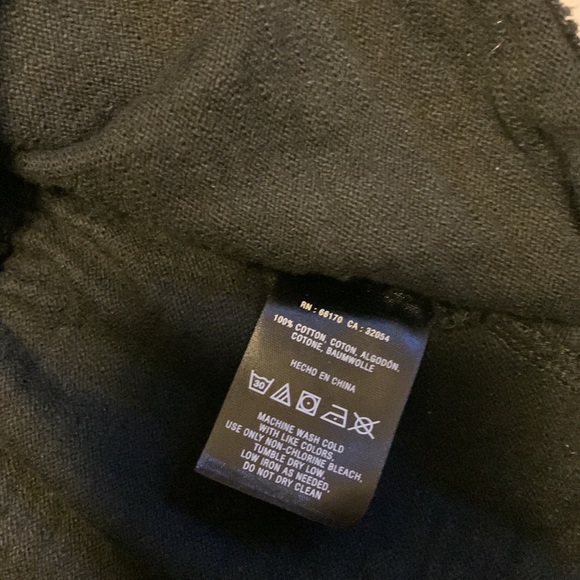 RN : 66170 CA : 32054
100% COTTON, COTON, ALGODÓN,
COTONE, BAUMWOLLE
HECHO EN CHINA
30
MACHINE WASH COLD
WITH LIKE COLORS,
USE ONLY NON-CHLORINE BLEACH,
TUMBLE DRY LOW,
LOW IRON AS NEEDED,
DO NOT DRY CLEAN